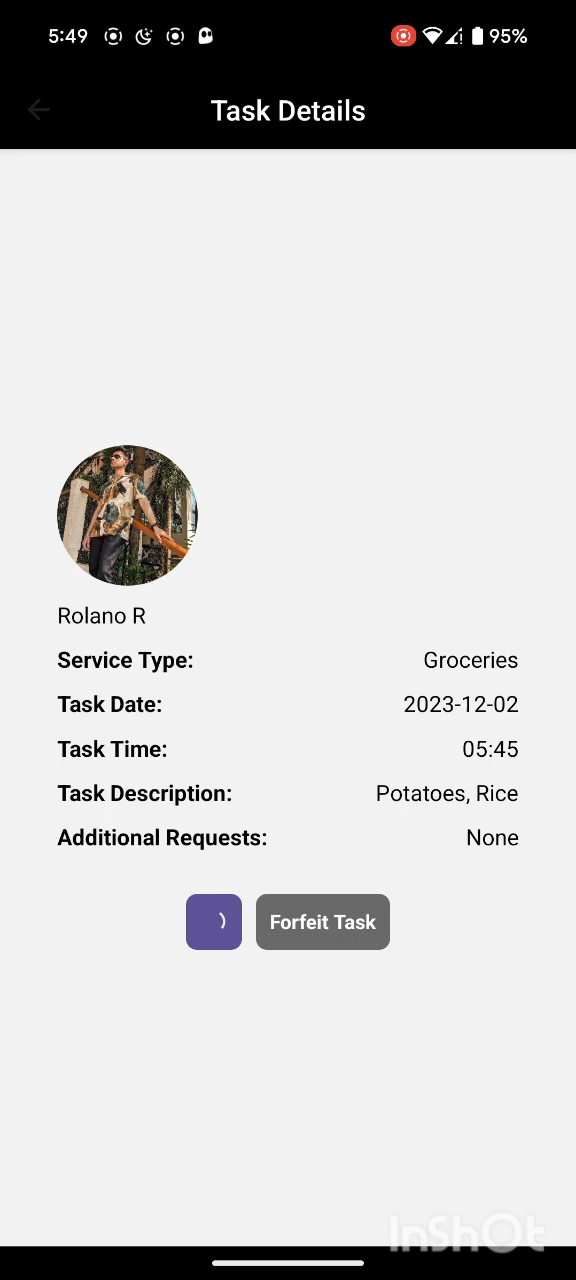 5:49 95%
Task Details
Rolano R
Service Type: Groceries
Task Date: 2023-12-02
Task Time: 05:45
Task Description: Potatoes, Rice
Additional Requests: None
Forfeit Task
InShOt